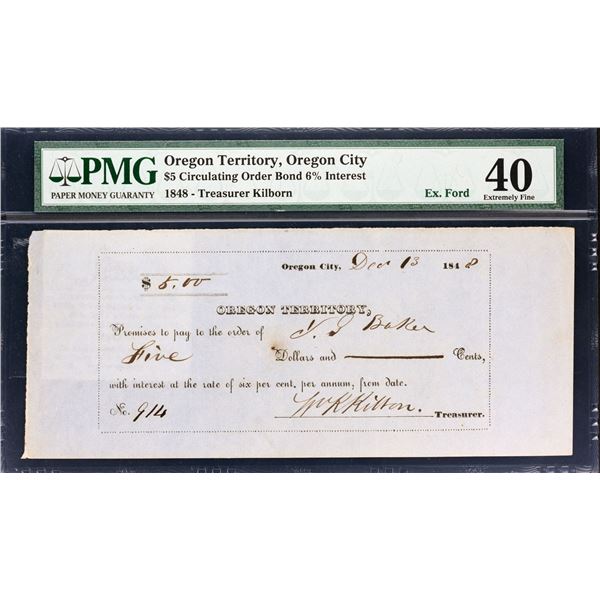 PMG
PAPER MONEY GUARANTY
Oregon Territory, Oregon City
$5 Circulating Order Bond 6% Interest
1848 - Treasurer Kilborn
Ex. Ford
40
Extremely Fine
Oregon City, Dec 13 1848
$ 5.00
OREGON TERRITORY,
Promises to pay to the order of Baker
Five Dollars and Cents,
with interest at the rate of six per cent. per annum, from date.
No. 914 Wm K Kilbon. Treasurer.